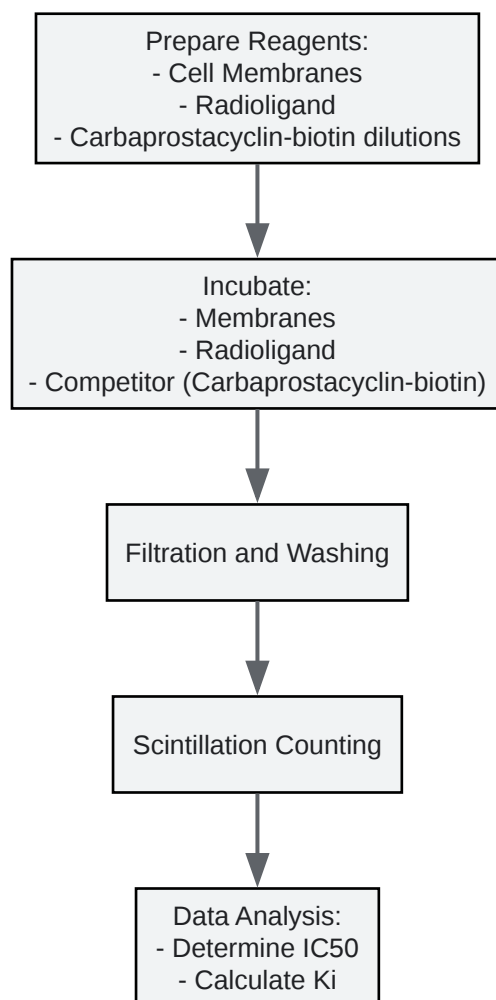 Prepare Reagents:
- Cell Membranes
- Radioligand
- Carbaprostacyclin-biotin dilutions
Incubate:
- Membranes
- Radioligand
- Competitor (Carbaprostacyclin-biotin)
Filtration and Washing
Scintillation Counting
Data Analysis:
- Determine IC50
- Calculate Ki